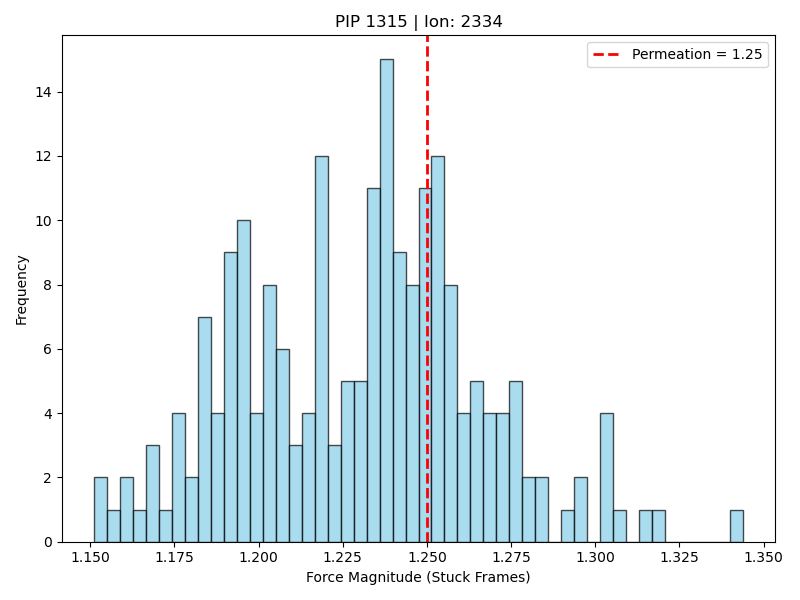 PIP 1315 | Ion: 2334
Permeation = 1.25
14
12
10
8
6
4
2
0
Frequency
1.150 1.175 1.200 1.225 1.250 1.275 1.300 1.325 1.350
Force Magnitude (Stuck Frames)